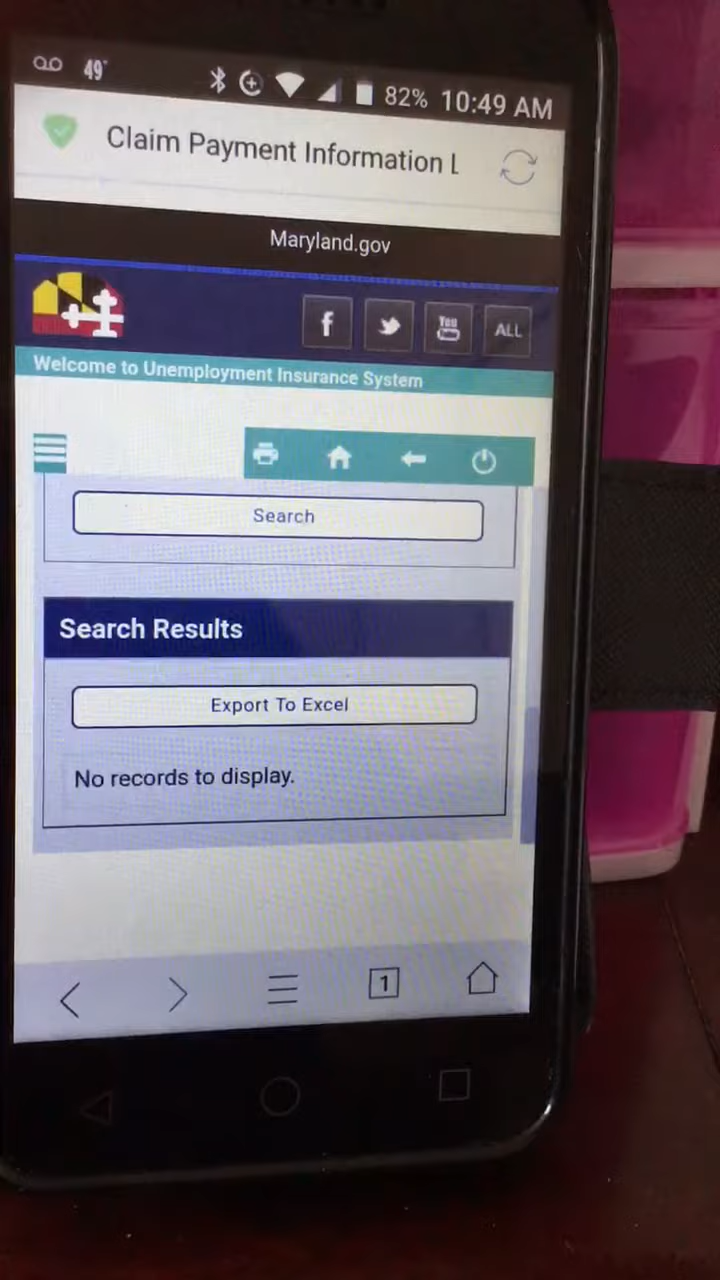 49°
82% 10:49 AM
Claim Payment Information L
Maryland.gov
f
You
ALL
Welcome to Unemployment Insurance System
Search
Search Results
Export To Excel
No records to display.
1